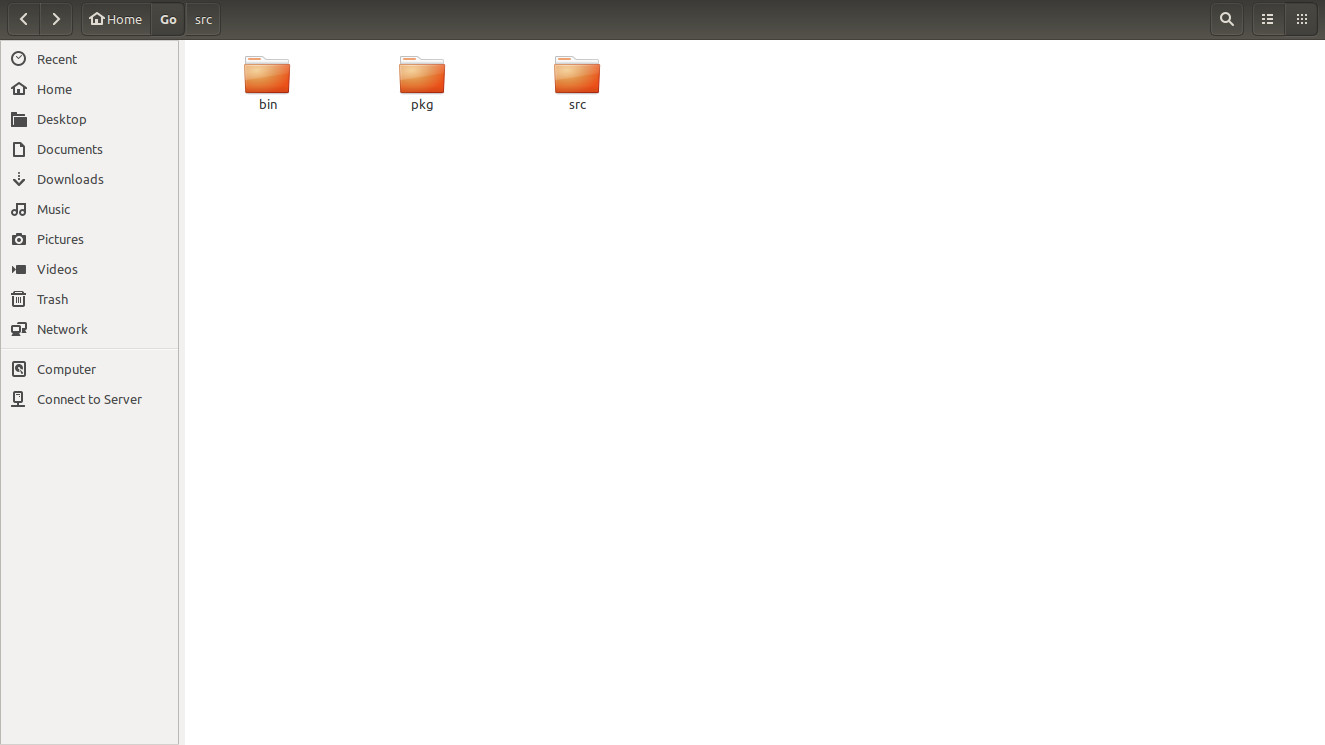 Home Go src
Recent
Home
Desktop
Documents
Downloads
Music
Pictures
Videos
Trash
Network
Computer
Connect to Server
bin pkg src